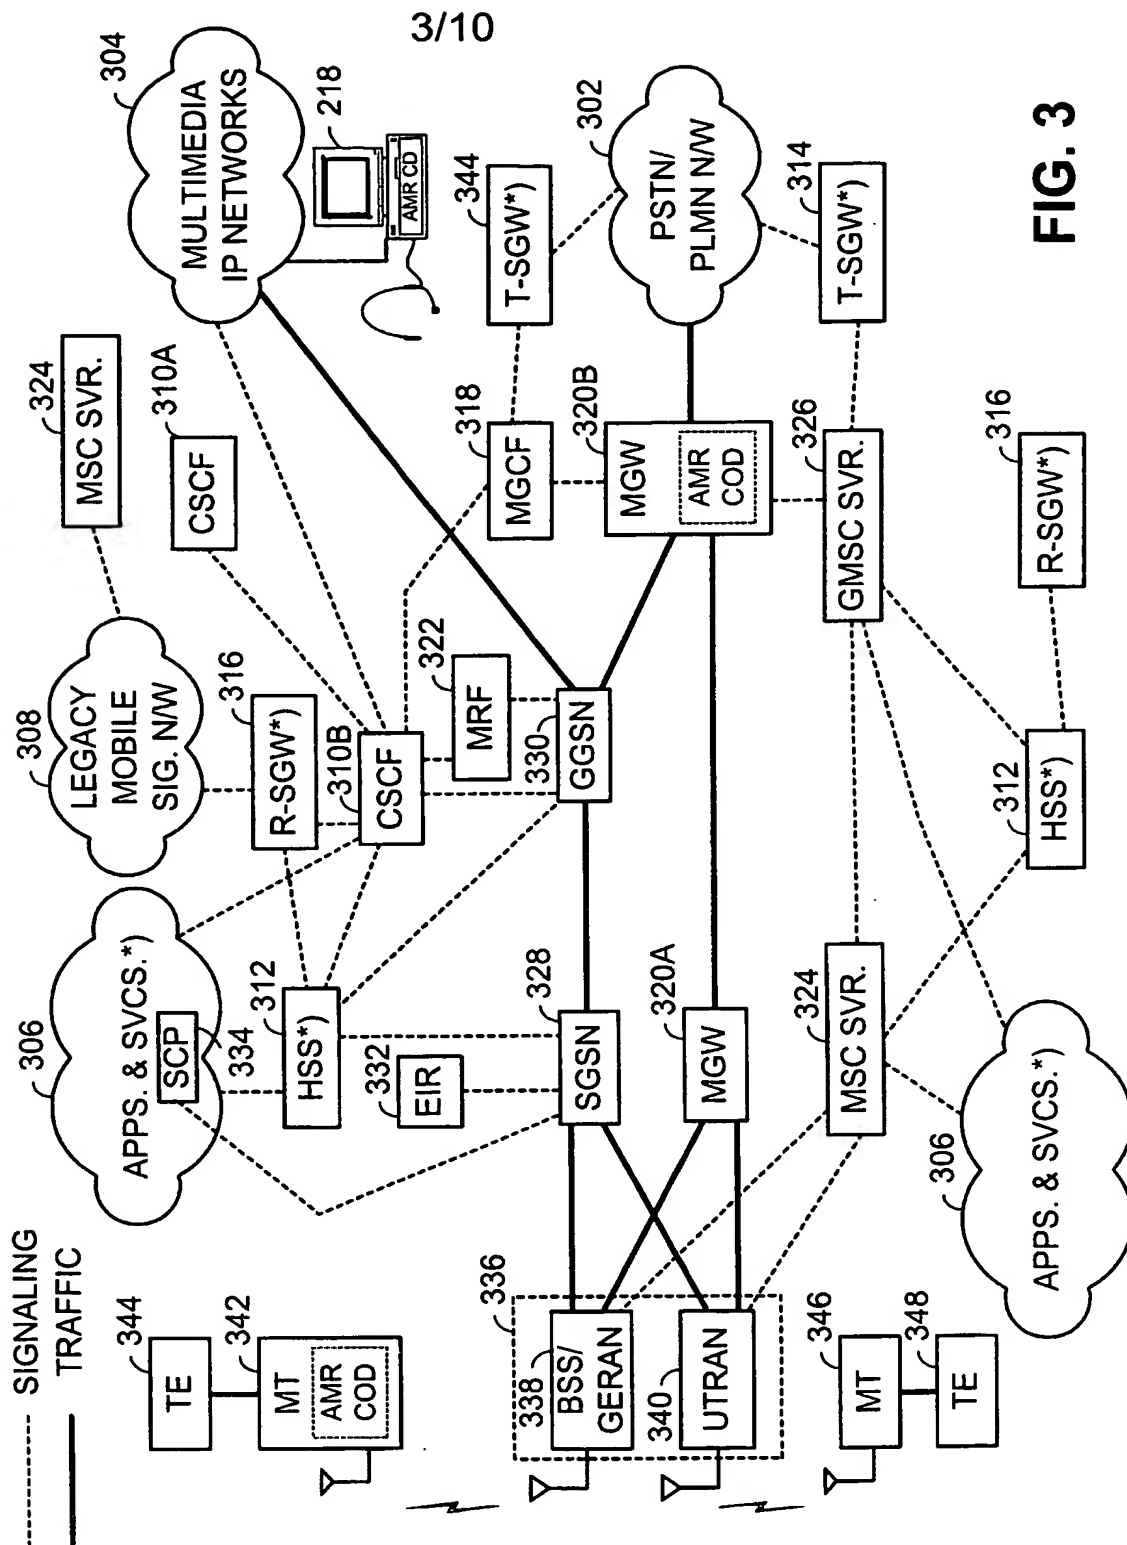 3/10
SIGNALING
TRAFFIC
344
TE
342
MT
AMR
COD
306
APPS. & SVCS.*)
SCP
334
308
LEGACY
MOBILE
SIG. N/W
324
MSC SVR.
304
MULTIMEDIA
IP NETWORKS
218
AMR CD
316
R-SGW*)
310A
CSCF
312
HSS*)
310B
CSCF
332
EIR
322
MRF
318
MGCF
344
T-SGW*)
336
338
BSS/
GERAN
328
SGSN
330
GGSN
320B
MGW
AMR
COD
302
PSTN/
PLMN N/W
340
UTRAN
320A
MGW
346
MT
348
TE
324
MSC SVR.
326
GMSC SVR.
314
T-SGW*)
306
APPS. & SVCS.*)
312
HSS*)
316
R-SGW*)
FIG. 3